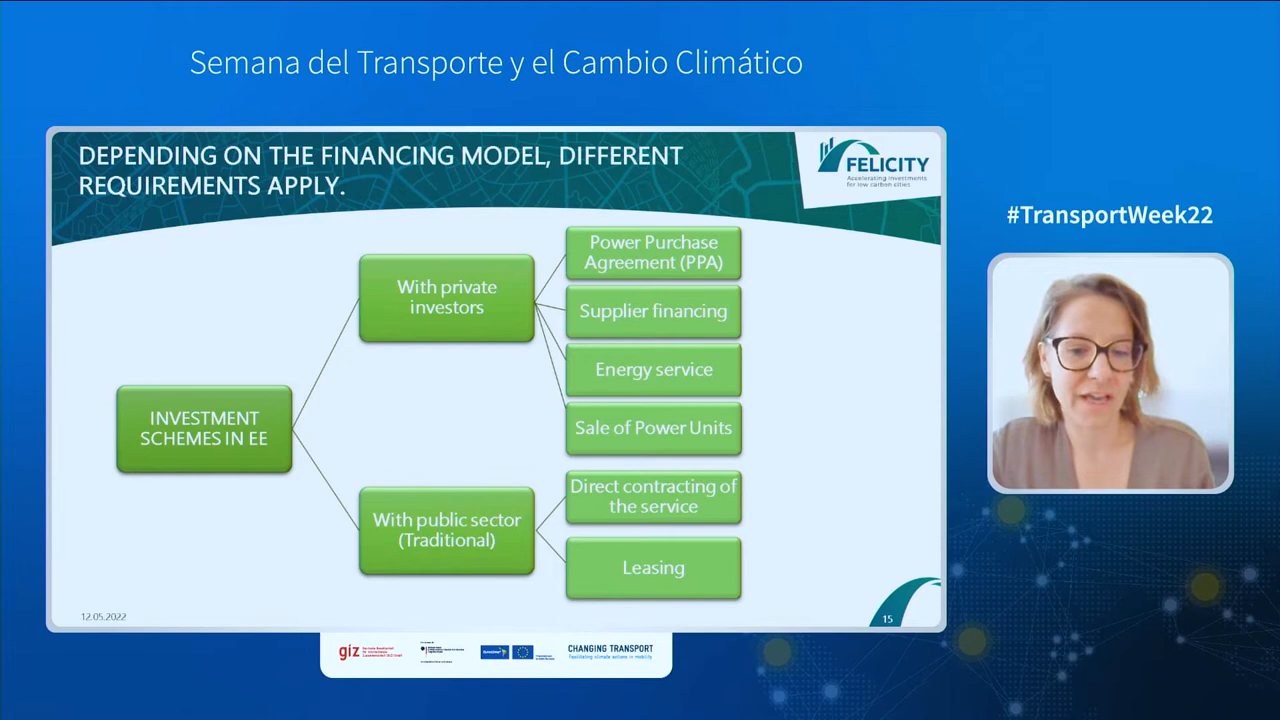 Semana del Transporte y el Cambio Climático
DEPENDING ON THE FINANCING MODEL, DIFFERENT
REQUIREMENTS APPLY.
FELICITY
Accelerating investments
for low carbon cities
#TransportWeek22
INVESTMENT
SCHEMES IN EE
With private
investors
Power Purchase
Agreement (PPA)
Supplier financing
Energy service
Sale of Power Units
With public sector
(Traditional)
Direct contracting of
the service
Leasing
12.05.2022
15
giz
CHANGING TRANSPORT
Facilitating climate actions in mobility